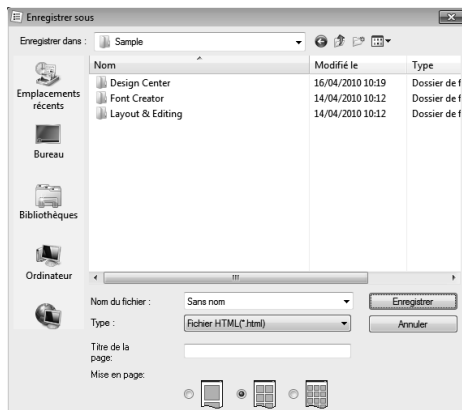 Enregistrer sous
Enregistrer dans :
Sample
Nom
Modifié le
Type
Design Center
16/04/2010 10:19
Dossier de f
Font Creator
14/04/2010 10:12
Dossier de f
Layout & Editing
14/04/2010 10:12
Dossier de f
Emplacements
récents
Bureau
Bibliothèques
Ordinateur
Nom du fichier :
Sans nom
Enregistrer
Type :
Fichier HTML(*.html)
Annuler
Titre de la
page:
Mise en page: